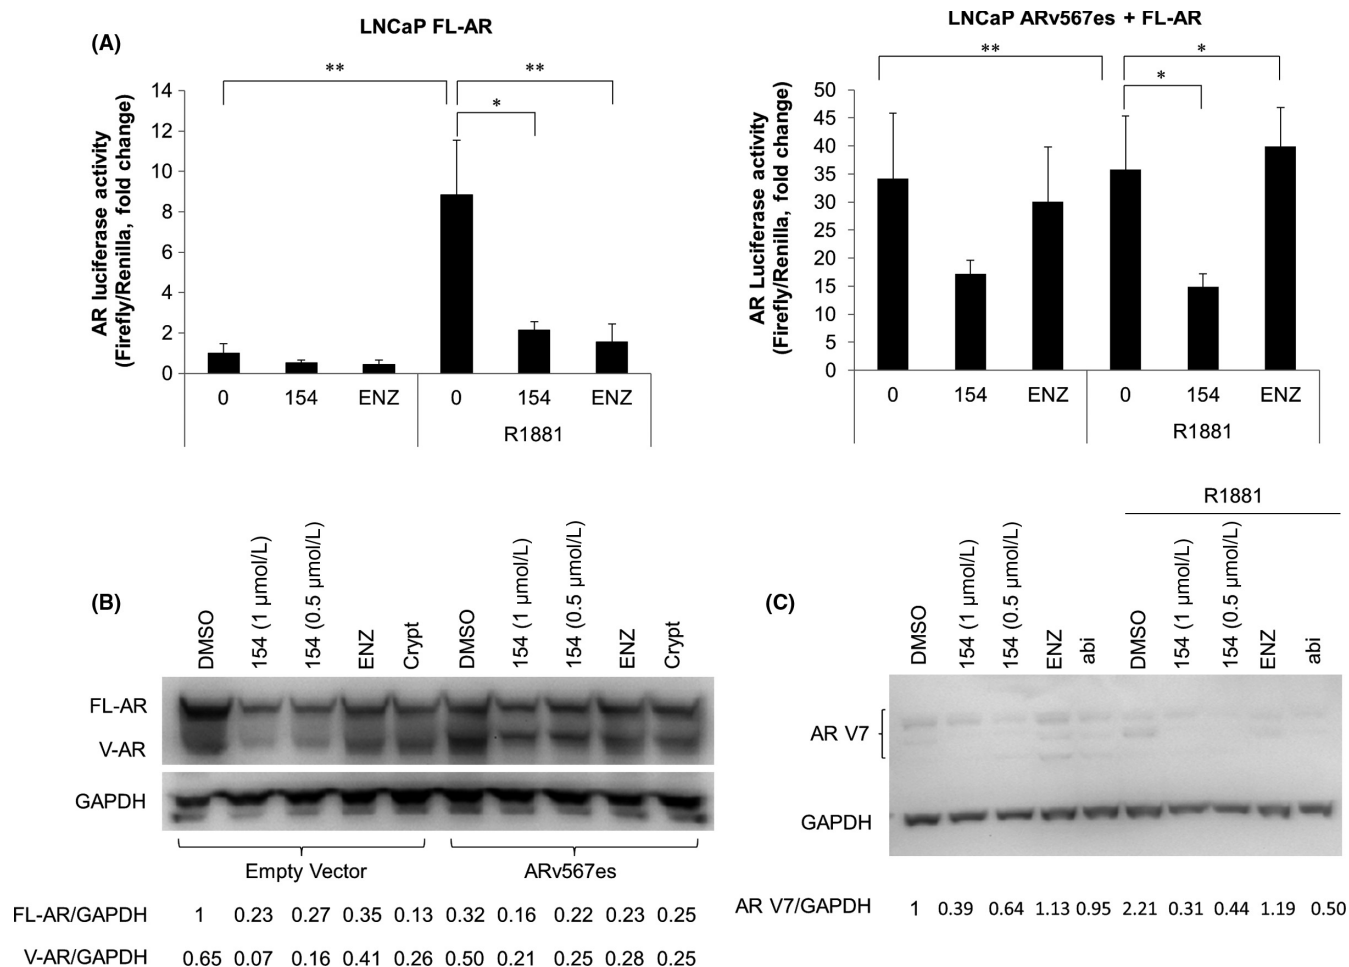 (A)
LNCaP FL-AR
AR luciferase activity
(Firefly/Renilla, fold change)
14
12
10
8
6
4
2
0
** ** *
0 154 ENZ 0 154 ENZ
R1881
LNCaP ARv567es + FL-AR
AR Luciferase activity
(Firefly/Renilla, fold change)
50
45
40
35
30
25
20
15
10
5
0
** * *
0 154 ENZ 0 154 ENZ
R1881
(B)
DMSO
154 (1 µmol/L)
154 (0.5 µmol/L)
ENZ
Crypt
DMSO
154 (1 µmol/L)
154 (0.5 µmol/L)
ENZ
Crypt
FL-AR
V-AR
GAPDH
Empty Vector ARv567es
FL-AR/GAPDH 1 0.23 0.27 0.35 0.13 0.32 0.16 0.22 0.23 0.25
V-AR/GAPDH 0.65 0.07 0.16 0.41 0.26 0.50 0.21 0.25 0.28 0.25
(C)
R1881
DMSO
154 (1 µmol/L)
154 (0.5 µmol/L)
ENZ
abi
DMSO
154 (1 µmol/L)
154 (0.5 µmol/L)
ENZ
abi
AR V7
GAPDH
AR V7/GAPDH 1 0.39 0.64 1.13 0.95 2.21 0.31 0.44 1.19 0.50